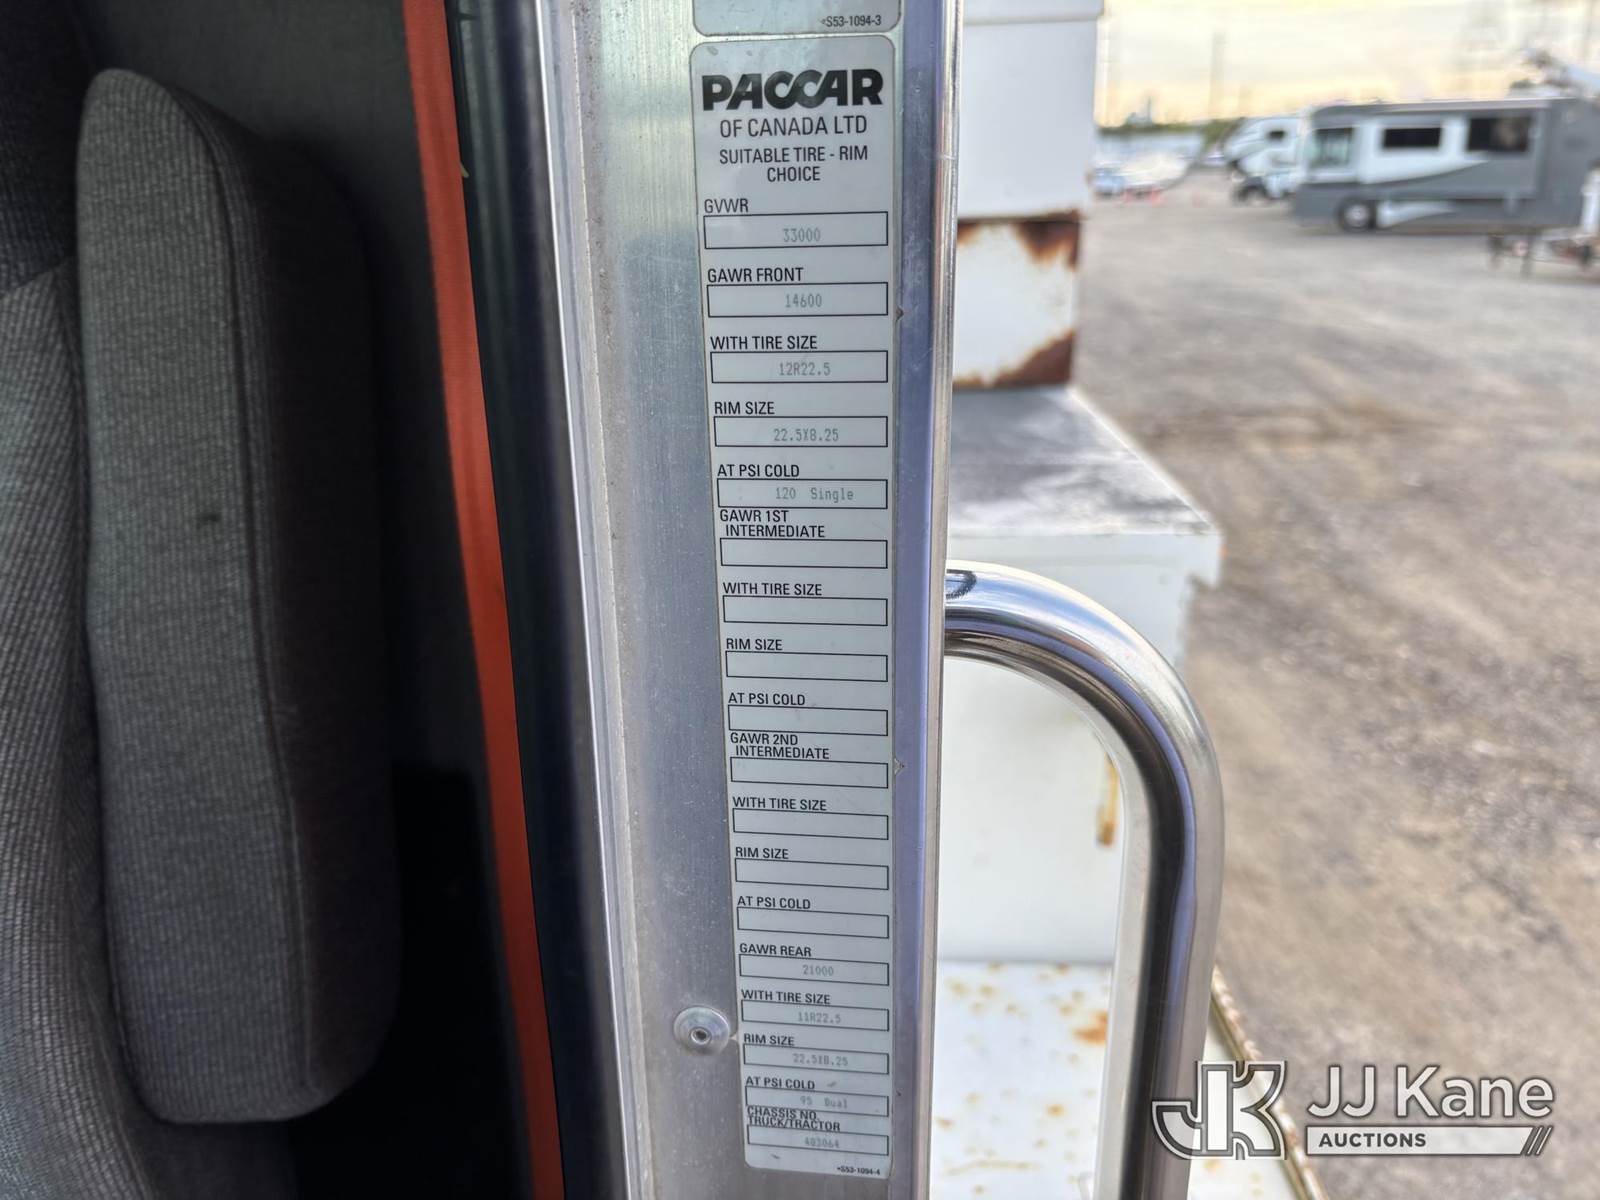 *S53-1094-3
PACCAR
OF CANADA LTD
SUITABLE TIRE - RIM
CHOICE
GVWR
33000
GAWR FRONT
14600
WITH TIRE SIZE
12R22.5
RIM SIZE
22.5X8.25
AT PSI COLD
120 Single
GAWR 1ST
INTERMEDIATE
WITH TIRE SIZE
RIM SIZE
AT PSI COLD
GAWR 2ND
INTERMEDIATE
WITH TIRE SIZE
RIM SIZE
AT PSI COLD
GAWR REAR
21000
WITH TIRE SIZE
11R22.5
RIM SIZE
22.5X8.25
AT PSI COLD
95 Dual
CHASSIS NO.
TRUCK/TRACTOR
403064
*S53-1094-4
JK JJ Kane
AUCTIONS